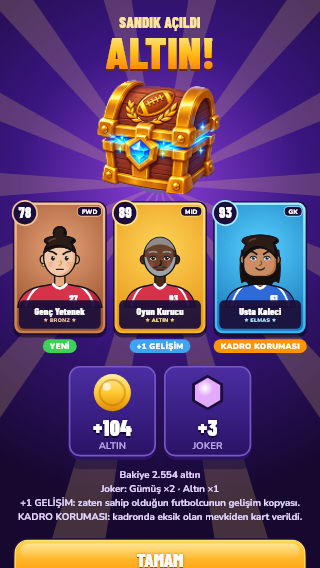 SANDIK AÇILDI
ALTIN!
78 FWD
89 MID
93 GK
Genç Yetenek
★ BRONZ ★
Oyun Kurucu
★ ALTIN ★
Usta Kaleci
★ ELMAS ★
YENİ
+1 GELİŞİM
KADRO KORUMASI
+104
ALTIN
+3
JOKER
Bakiye 2.554 altın
Joker: Gümüş ×2 · Altın ×1
+1 GELİŞİM: zaten sahip olduğun futbolcunun gelişim kopyası.
KADRO KORUMASI: kadronda eksik olan mevkiden kart verildi.
TAMAM